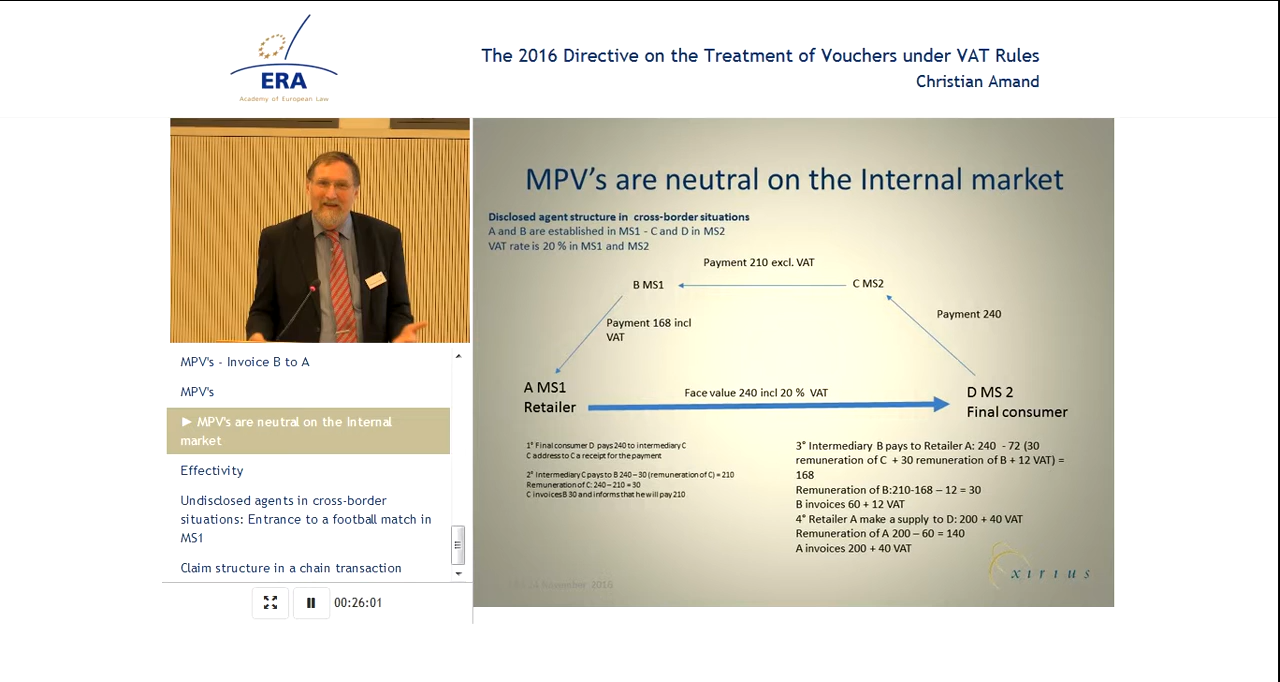 The 2016 Directive on the Treatment of Vouchers under VAT Rules
Christian Amand
ERA
Academy of European Law
MPV's - Invoice B to A
MPV's
► MPV's are neutral on the Internal
market
Effectivity
Undisclosed agents in cross-border
situations: Entrance to a football match in
MS1
Claim structure in a chain transaction
00:26:01
MPV's are neutral on the Internal market
Disclosed agent structure in cross-border situations
A and B are established in MS1 - C and D in MS2
VAT rate is 20 % in MS1 and MS2
Payment 210 excl. VAT
B MS1
C MS2
Payment 168 incl
VAT
Payment 240
A MS1
Retailer
Face value 240 incl 20 % VAT
D MS 2
Final consumer
1° Final consumer D pays 240 to intermediary C
C address to C a receipt for the payment
2° Intermediary C pays to B 240 – 30 (remuneration of C) = 210
Remuneration of C: 240 – 210 = 30
C invoices B 30 and informs that he will pay 210
3° Intermediary B pays to Retailer A: 240 - 72 (30
remuneration of C + 30 remuneration of B + 12 VAT) =
168
Remuneration of B:210-168 – 12 = 30
B invoices 60 + 12 VAT
4° Retailer A make a supply to D: 200 + 40 VAT
Remuneration of A 200 – 60 = 140
A invoices 200 + 40 VAT
November 2016
xirius